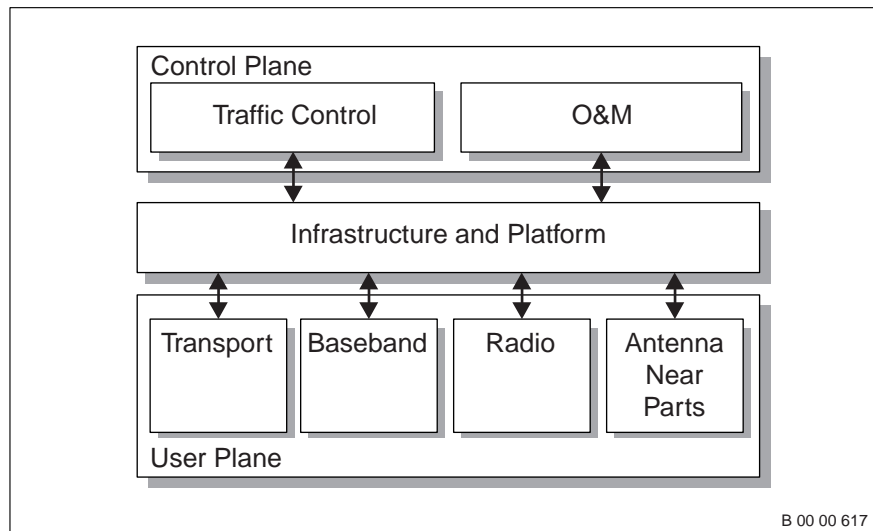 Control Plane
Traffic Control
O&M
Infrastructure and Platform
Transport
Baseband
Radio
Antenna
Near
Parts
User Plane
B 00 00 617